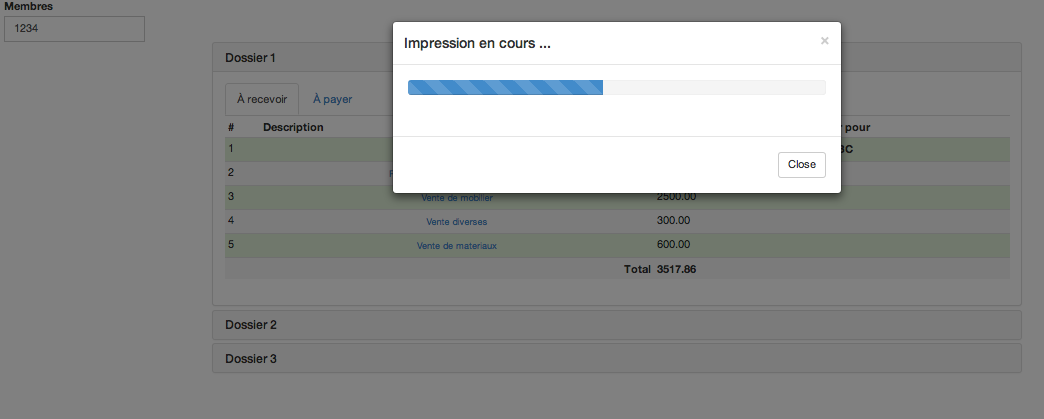 Membres
1234
Impression en cours ...
×
Dossier 1
À recevoir
À payer
# Description pour
1
2
3 Vente de mobilier 2500.00
4 Vente diverses 300.00
5 Vente de materiaux 600.00
Total 3517.86
Close
Dossier 2
Dossier 3